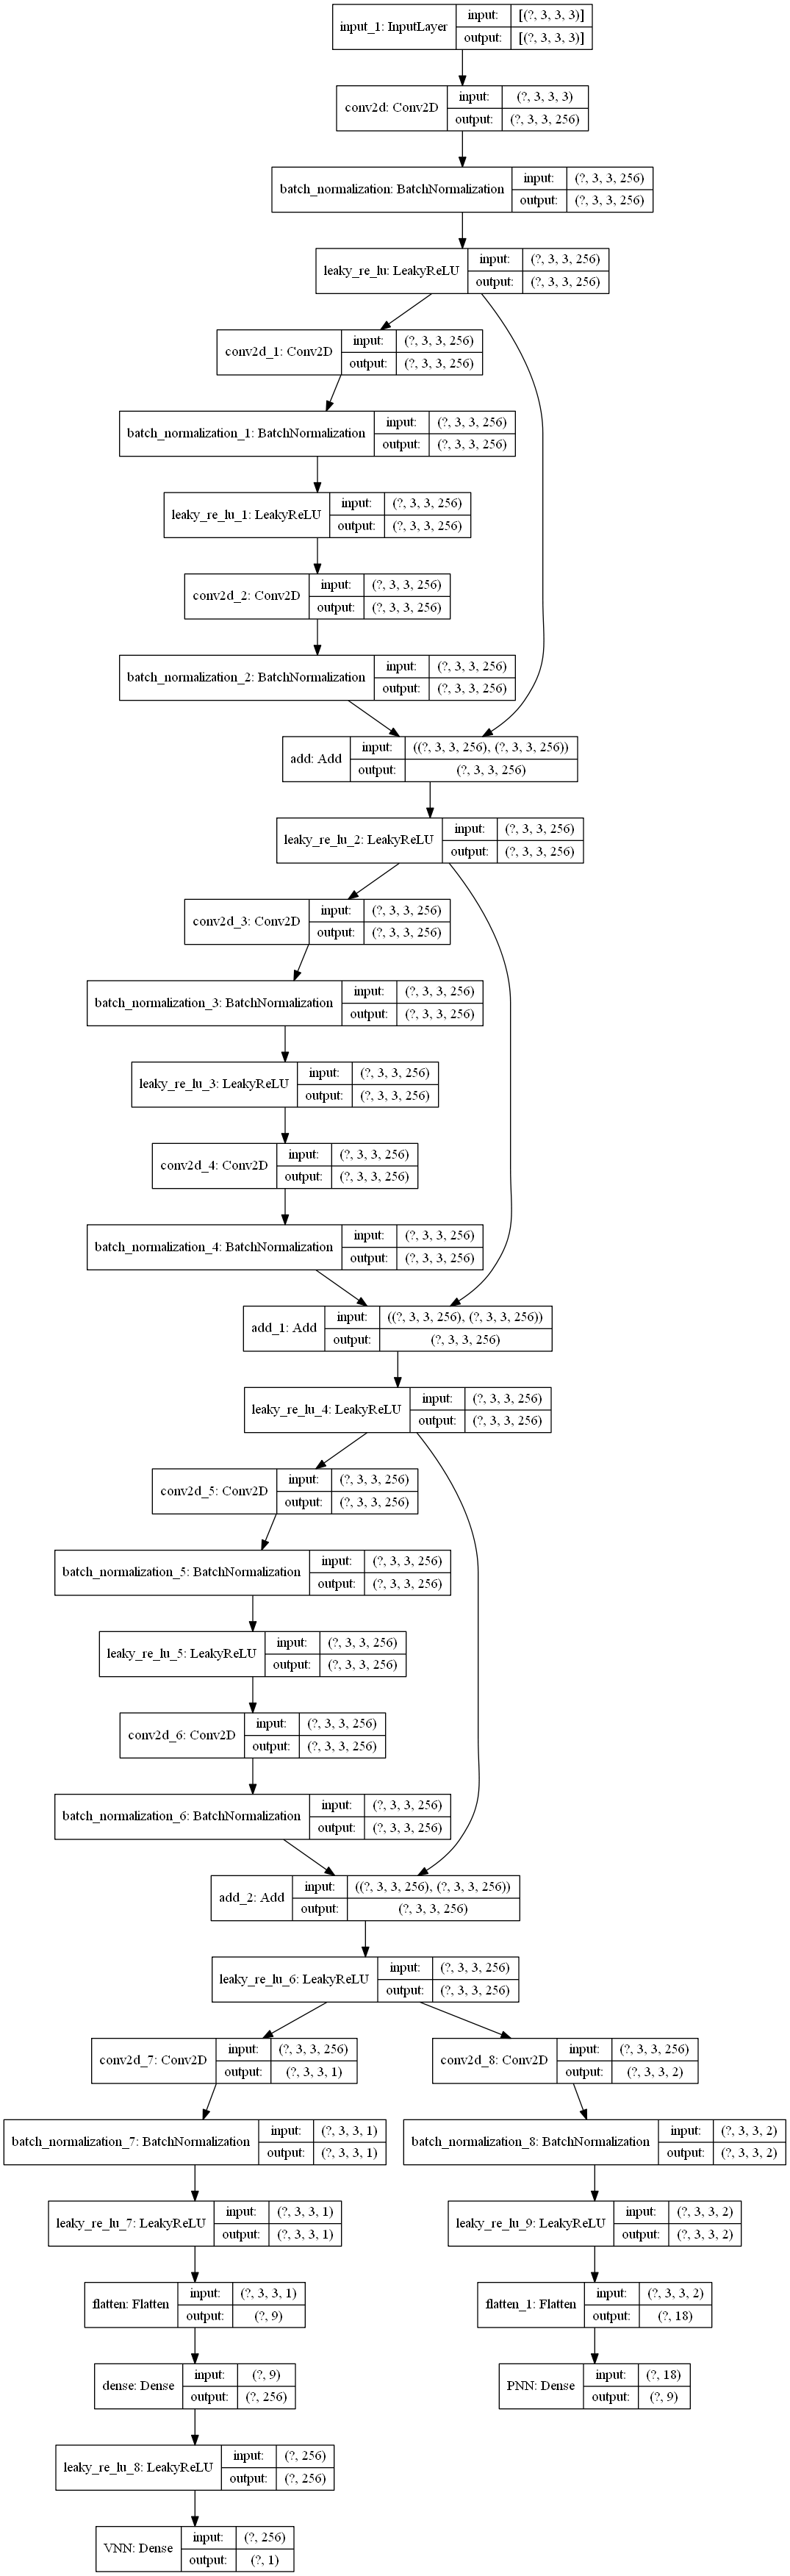 input_1: InputLayer
input: [(?, 3, 3, 3)]
output: [(?, 3, 3, 3)]
conv2d: Conv2D
input: (?, 3, 3, 3)
output: (?, 3, 3, 256)
batch_normalization: BatchNormalization
input: (?, 3, 3, 256)
output: (?, 3, 3, 256)
leaky_re_lu: LeakyReLU
input: (?, 3, 3, 256)
output: (?, 3, 3, 256)
conv2d_1: Conv2D
input: (?, 3, 3, 256)
output: (?, 3, 3, 256)
batch_normalization_1: BatchNormalization
input: (?, 3, 3, 256)
output: (?, 3, 3, 256)
leaky_re_lu_1: LeakyReLU
input: (?, 3, 3, 256)
output: (?, 3, 3, 256)
conv2d_2: Conv2D
input: (?, 3, 3, 256)
output: (?, 3, 3, 256)
batch_normalization_2: BatchNormalization
input: (?, 3, 3, 256)
output: (?, 3, 3, 256)
add: Add
input: ((?, 3, 3, 256), (?, 3, 3, 256))
output: (?, 3, 3, 256)
leaky_re_lu_2: LeakyReLU
input: (?, 3, 3, 256)
output: (?, 3, 3, 256)
conv2d_3: Conv2D
input: (?, 3, 3, 256)
output: (?, 3, 3, 256)
batch_normalization_3: BatchNormalization
input: (?, 3, 3, 256)
output: (?, 3, 3, 256)
leaky_re_lu_3: LeakyReLU
input: (?, 3, 3, 256)
output: (?, 3, 3, 256)
conv2d_4: Conv2D
input: (?, 3, 3, 256)
output: (?, 3, 3, 256)
batch_normalization_4: BatchNormalization
input: (?, 3, 3, 256)
output: (?, 3, 3, 256)
add_1: Add
input: ((?, 3, 3, 256), (?, 3, 3, 256))
output: (?, 3, 3, 256)
leaky_re_lu_4: LeakyReLU
input: (?, 3, 3, 256)
output: (?, 3, 3, 256)
conv2d_5: Conv2D
input: (?, 3, 3, 256)
output: (?, 3, 3, 256)
batch_normalization_5: BatchNormalization
input: (?, 3, 3, 256)
output: (?, 3, 3, 256)
leaky_re_lu_5: LeakyReLU
input: (?, 3, 3, 256)
output: (?, 3, 3, 256)
conv2d_6: Conv2D
input: (?, 3, 3, 256)
output: (?, 3, 3, 256)
batch_normalization_6: BatchNormalization
input: (?, 3, 3, 256)
output: (?, 3, 3, 256)
add_2: Add
input: ((?, 3, 3, 256), (?, 3, 3, 256))
output: (?, 3, 3, 256)
leaky_re_lu_6: LeakyReLU
input: (?, 3, 3, 256)
output: (?, 3, 3, 256)
conv2d_7: Conv2D
input: (?, 3, 3, 256)
output: (?, 3, 3, 1)
conv2d_8: Conv2D
input: (?, 3, 3, 256)
output: (?, 3, 3, 2)
batch_normalization_7: BatchNormalization
input: (?, 3, 3, 1)
output: (?, 3, 3, 1)
batch_normalization_8: BatchNormalization
input: (?, 3, 3, 2)
output: (?, 3, 3, 2)
leaky_re_lu_7: LeakyReLU
input: (?, 3, 3, 1)
output: (?, 3, 3, 1)
leaky_re_lu_9: LeakyReLU
input: (?, 3, 3, 2)
output: (?, 3, 3, 2)
flatten: Flatten
input: (?, 3, 3, 1)
output: (?, 9)
flatten_1: Flatten
input: (?, 3, 3, 2)
output: (?, 18)
dense: Dense
input: (?, 9)
output: (?, 256)
PNN: Dense
input: (?, 18)
output: (?, 9)
leaky_re_lu_8: LeakyReLU
input: (?, 256)
output: (?, 256)
VNN: Dense
input: (?, 256)
output: (?, 1)